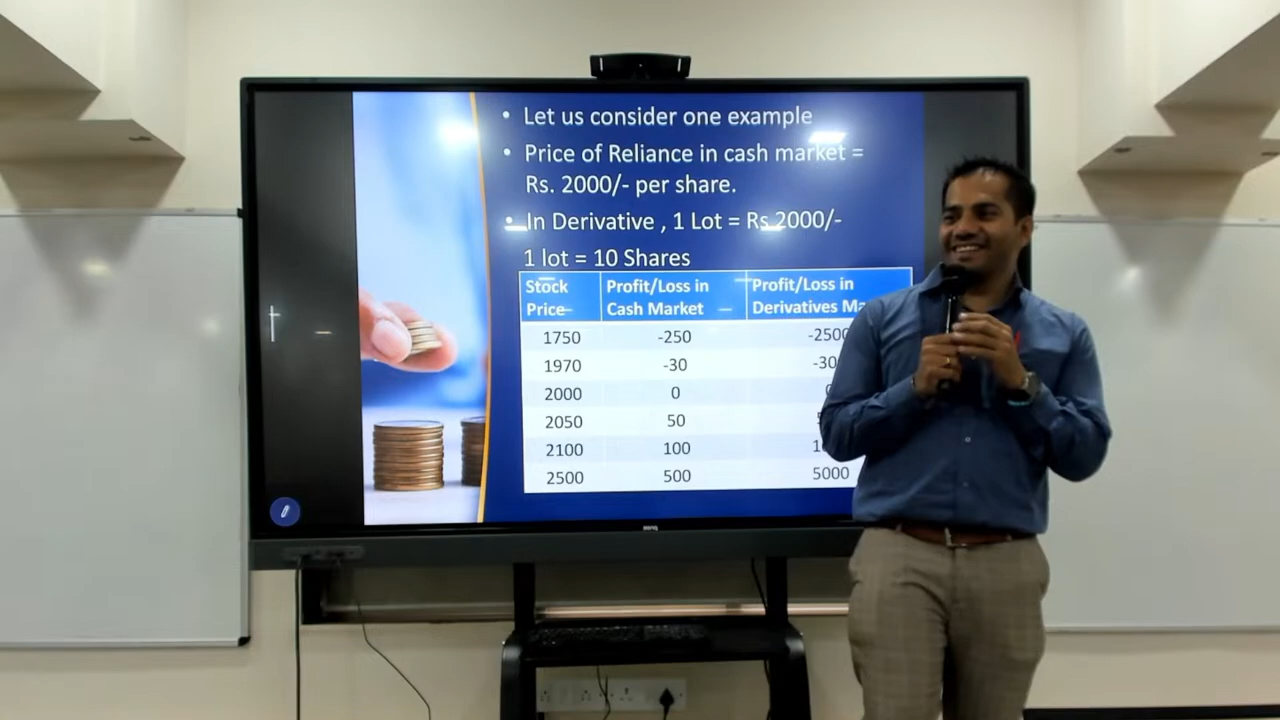 • Let us consider one example
• Price of Reliance in cash market =
Rs. 2000/- per share.
• In Derivative , 1 Lot = Rs 2000/-
1 lot = 10 Shares
Stock Price Profit/Loss in Cash Market Profit/Loss in Derivatives
1750 -250 -2500
1970 -30
2000 0
2050 50
2100 100
2500 500 5000
BenQ